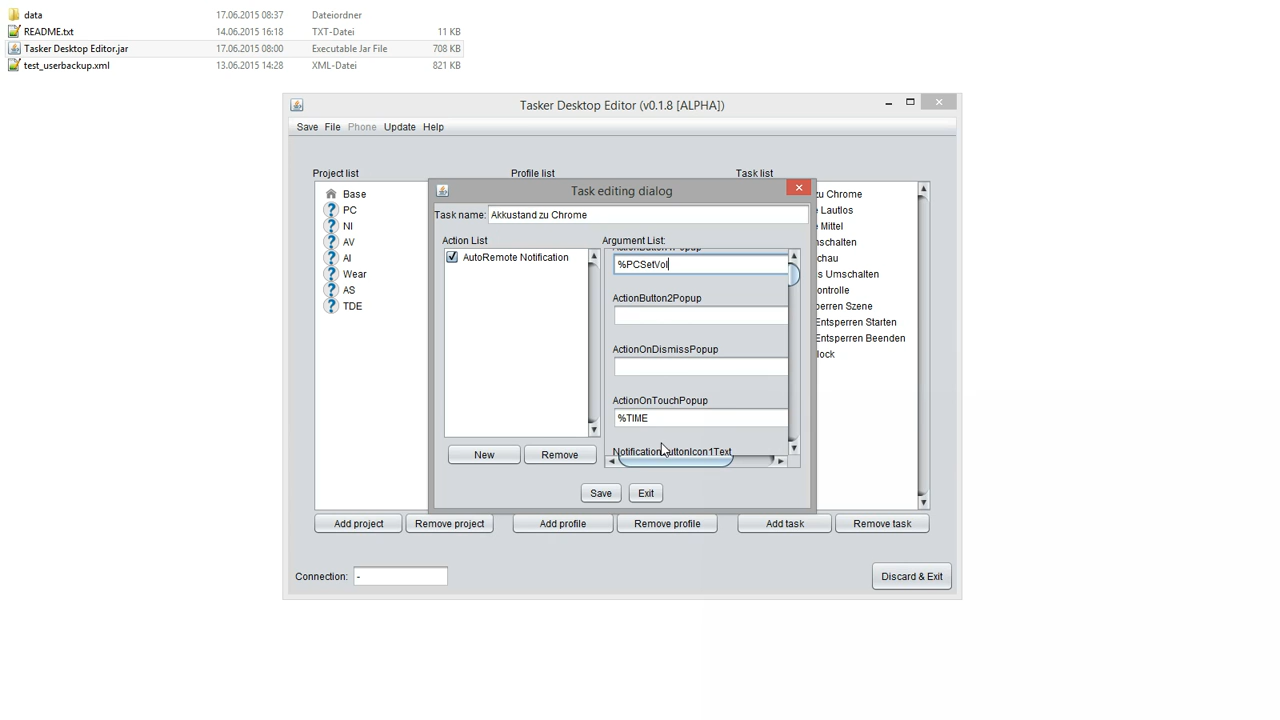 data 17.06.2015 08:37 Dateiordner
README.txt 14.06.2015 16:18 TXT-Datei 11 KB
Tasker Desktop Editor.jar 17.06.2015 08:00 Executable Jar File 708 KB
test_userbackup.xml 13.06.2015 14:28 XML-Datei 821 KB
Tasker Desktop Editor (v0.1.8 [ALPHA])
Save File Phone Update Help
Project list Profile list Task list
Base
PC
NI
AV
AI
Wear
AS
TDE
Task editing dialog
Task name: Akkustand zu Chrome
Action List
AutoRemote Notification
New Remove
Argument List:
%PCSetVol
ActionButton2Popup
ActionOnDismissPopup
ActionOnTouchPopup
%TIME
Save Exit
zu Chrome
Lautlos
Mittel
schalten
chau
s Umschalten
ontrolle
perren Szene
Entsperren Starten
Entsperren Beenden
lock
Add project Remove project Add profile Remove profile Add task Remove task
Connection: - Discard & Exit